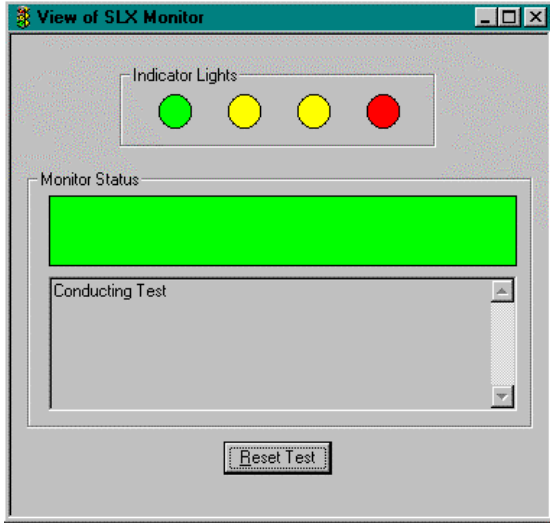 View of SLX Monitor
Indicator Lights
Monitor Status
Conducting Test
Reset Test